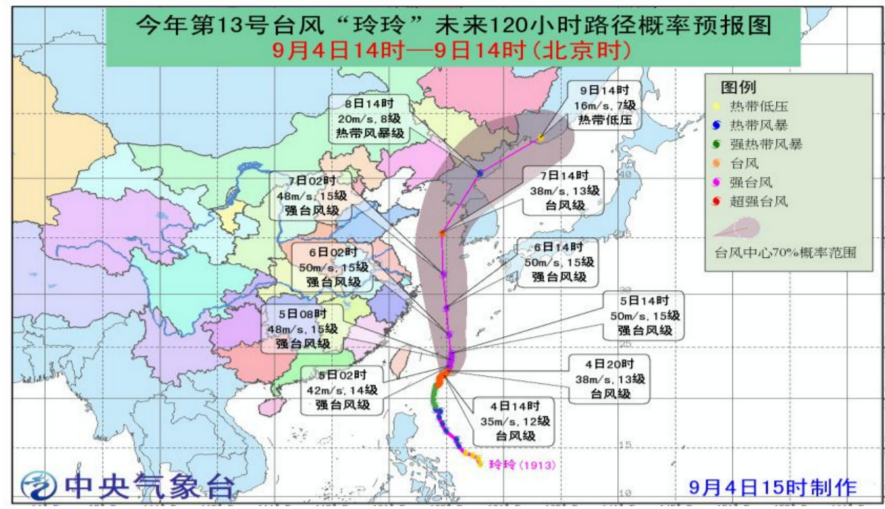 今年第13号台风“玲玲”未来120小时路径概率预报图
9月4日14时—9日14时(北京时)
图例
热带低压
热带风暴
强热带风暴
台风
强台风
超强台风
台风中心70%概率范围
9日14时
16m/s,7级
热带低压
8日14时
20m/s,8级
热带风暴级
7日14时
38m/s,13级
台风级
7日02时
48m/s,15级
强台风级
6日14时
50m/s,15级
强台风级
6日02时
50m/s,15级
强台风级
5日14时
50m/s,15级
强台风级
5日08时
48m/s,15级
强台风级
5日02时
42m/s,14级
强台风级
4日20时
38m/s,13级
台风级
4日14时
35m/s,12级
台风级
玲玲(1913)
40
25
15
10
中央气象台
9月4日15时制作